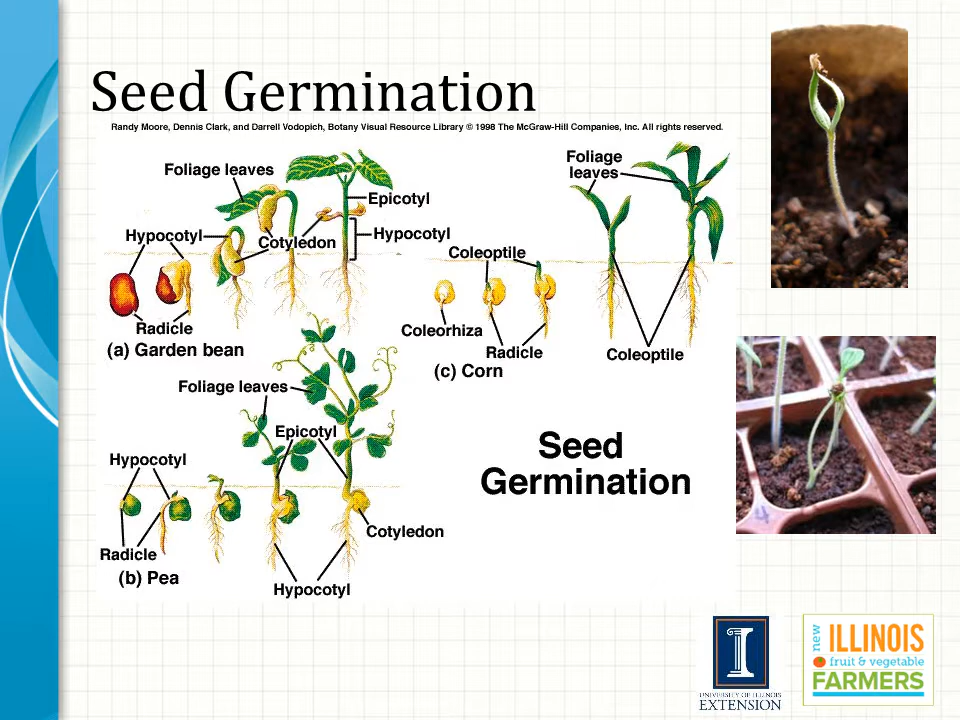 Seed Germination
Randy Moore, Dennis Clark, and Darrell Vodopich, Botany Visual Resource Library © 1998 The McGraw-Hill Companies, Inc. All rights reserved.
Foliage leaves
Epicotyl
Hypocotyl
Hypocotyl
Cotyledon
Radicle
(a) Garden bean
Foliage
leaves
Coleoptile
Coleorhiza
Radicle
Coleoptile
(c) Corn
Foliage leaves
Epicotyl
Hypocotyl
Radicle
Cotyledon
(b) Pea
Hypocotyl
Seed
Germination
UNIVERSITY OF ILLINOIS
EXTENSION
new
ILLINOIS
fruit & vegetable
FARMERS